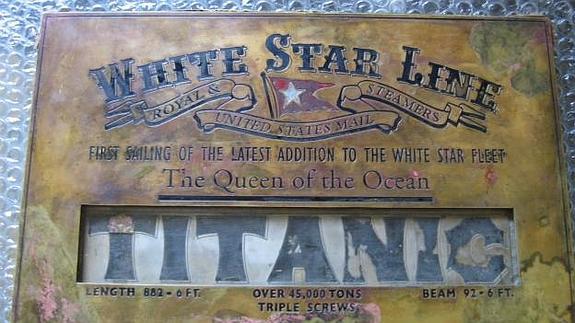 WHITE STAR LINE
ROYAL & UNITED STATES MAIL STEAMERS
FIRST SAILING OF THE LATEST ADDITION TO THE WHITE STAR FLEET
The Queen of the Ocean
TITANIC
LENGTH 882-6 FT. OVER 45,000 TONS BEAM 92-6 FT.
TRIPLE SCREWS